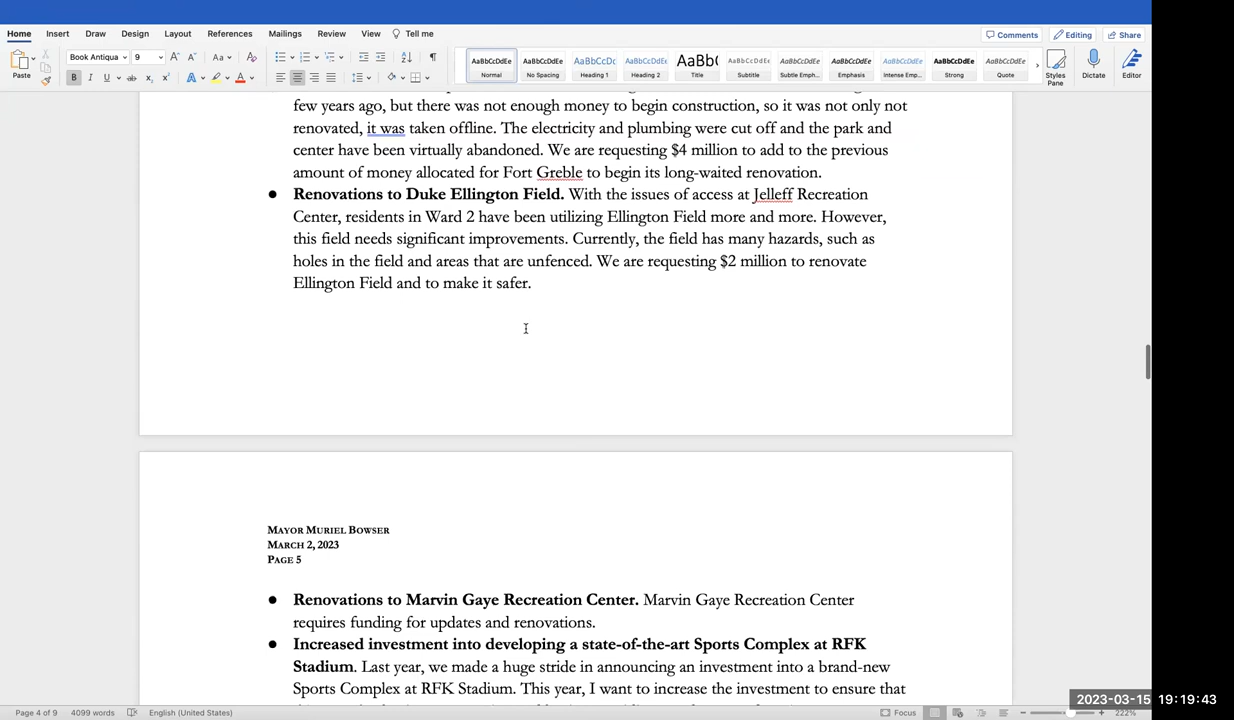 Home Insert Draw Design Layout References Mailings Review View Tell me Comments Editing Share
Paste Book Antiqua 9 Aa
AaBbCcDdEe AaBbCcDdEe AaBbCcDc AaBbCcDdEe AaBb( AaBbCcDdEe AaBbCcDdEe AaBbCcDdEe AaBbCcDdEe AaBbCcDdEe AaBbCcDdEe
Normal No Spacing Heading 1 Heading 2 Title Subtitle Subtle Emph... Emphasis Intense Emp... Strong Quote Styles Pane Dictate Editor
few years ago, but there was not enough money to begin construction, so it was not only not
renovated, it was taken offline. The electricity and plumbing were cut off and the park and
center have been virtually abandoned. We are requesting $4 million to add to the previous
amount of money allocated for Fort Greble to begin its long-waited renovation.
● Renovations to Duke Ellington Field. With the issues of access at Jelleff Recreation
Center, residents in Ward 2 have been utilizing Ellington Field more and more. However,
this field needs significant improvements. Currently, the field has many hazards, such as
holes in the field and areas that are unfenced. We are requesting $2 million to renovate
Ellington Field and to make it safer.
MAYOR MURIEL BOWSER
MARCH 2, 2023
PAGE 5
● Renovations to Marvin Gaye Recreation Center. Marvin Gaye Recreation Center
requires funding for updates and renovations.
● Increased investment into developing a state-of-the-art Sports Complex at RFK
Stadium. Last year, we made a huge stride in announcing an investment into a brand-new
Sports Complex at RFK Stadium. This year, I want to increase the investment to ensure that
Page 4 of 9 4099 words English (United States) Focus 222%
2023-03-15 19:19:43